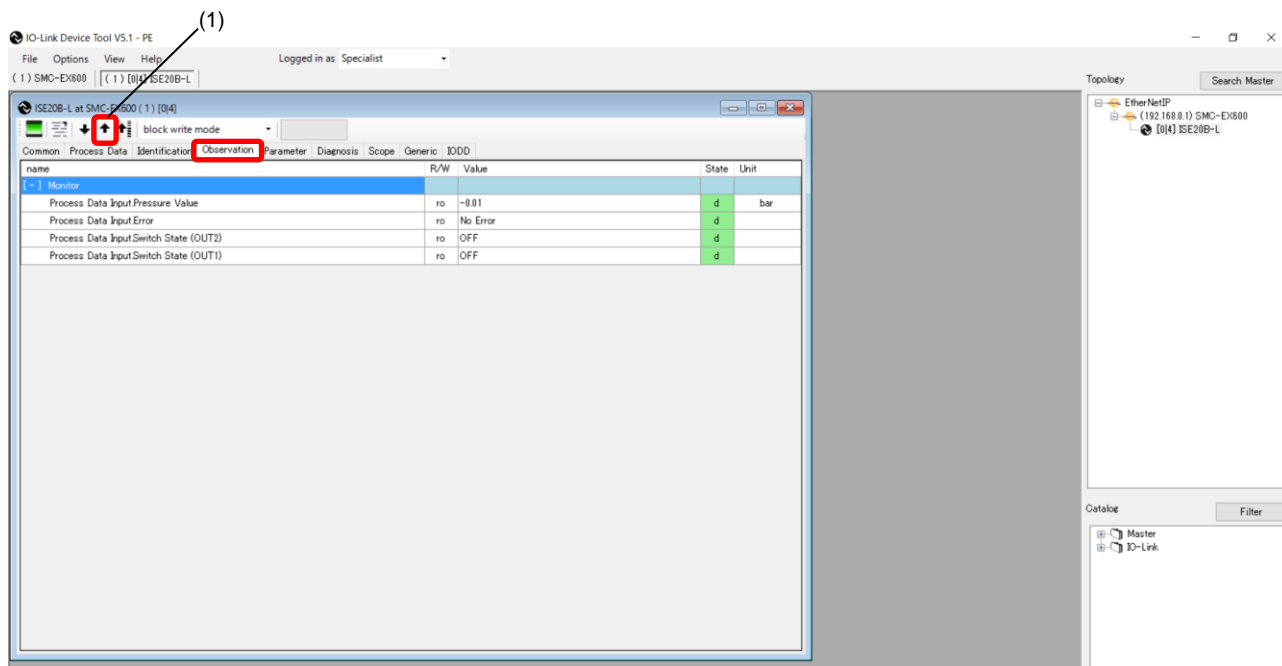 (1)
IO-Link Device Tool V5.1 - PE
File Options View Help Logged in as Specialist
( 1 ) SMC-EX600 ( 1 ) [0|4] ISE20B-L
Topology Search Master
EtherNetIP
(192.168.0.1) SMC-EX600
[0|4] ISE20B-L
ISE20B-L at SMC-EX600 ( 1 ) [0|4]
block write mode
Common Process Data Identification Observation Parameter Diagnosis Scope Generic IODD
name R/W Value State Unit
[ - ] Monitor
Process Data Input.Pressure Value ro -0.01 d bar
Process Data Input.Error ro No Error d
Process Data Input.Switch State (OUT2) ro OFF d
Process Data Input.Switch State (OUT1) ro OFF d
Catalog Filter
Master
IO-Link